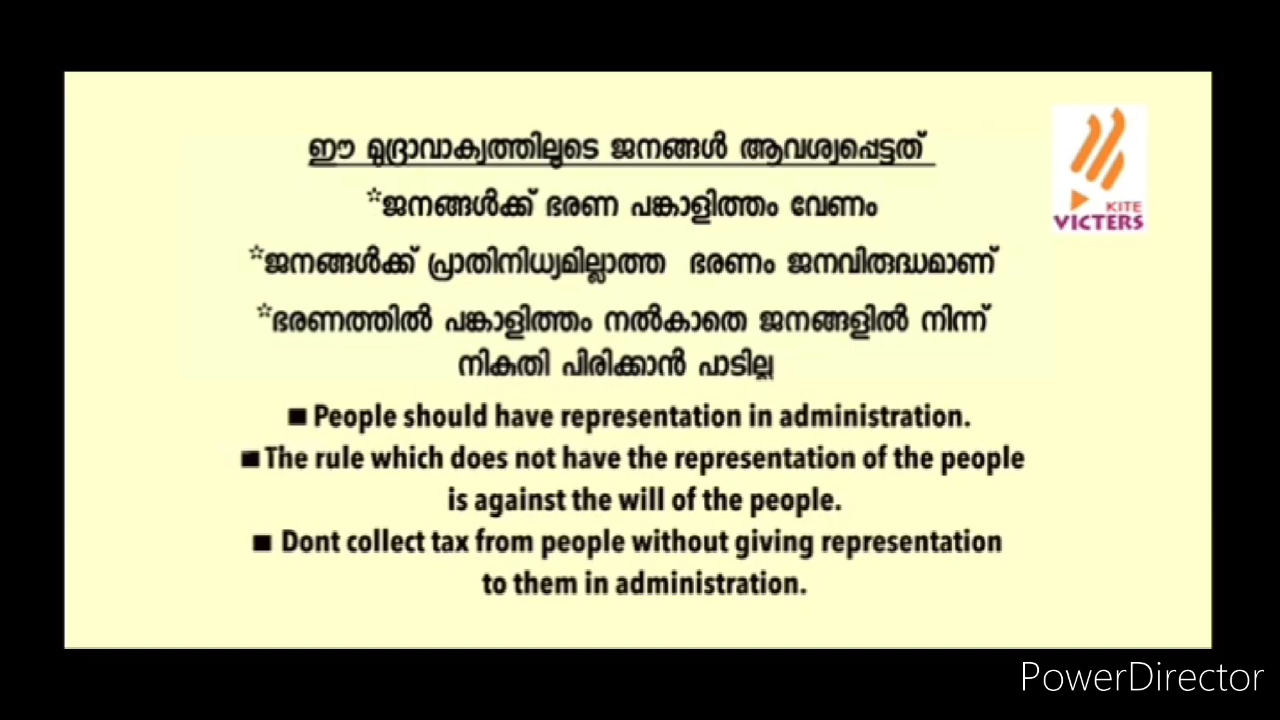 ഈ മുദ്രാവാക്യത്തിലൂടെ ജനങ്ങൾ ആവശ്യപ്പെട്ടത്
*ജനങ്ങൾക്ക് ഭരണ പങ്കാളിത്തം വേണം
*ജനങ്ങൾക്ക് പ്രാതിനിധ്യമില്ലാത്ത ഭരണം ജനവിരുദ്ധമാണ്
*ഭരണത്തിൽ പങ്കാളിത്തം നൽകാതെ ജനങ്ങളിൽ നിന്ന്
നികുതി പിരിക്കാൻ പാടില്ല
■ People should have representation in administration.
■ The rule which does not have the representation of the people
is against the will of the people.
■ Dont collect tax from people without giving representation
to them in administration.
KITE
VICTERS
PowerDirector